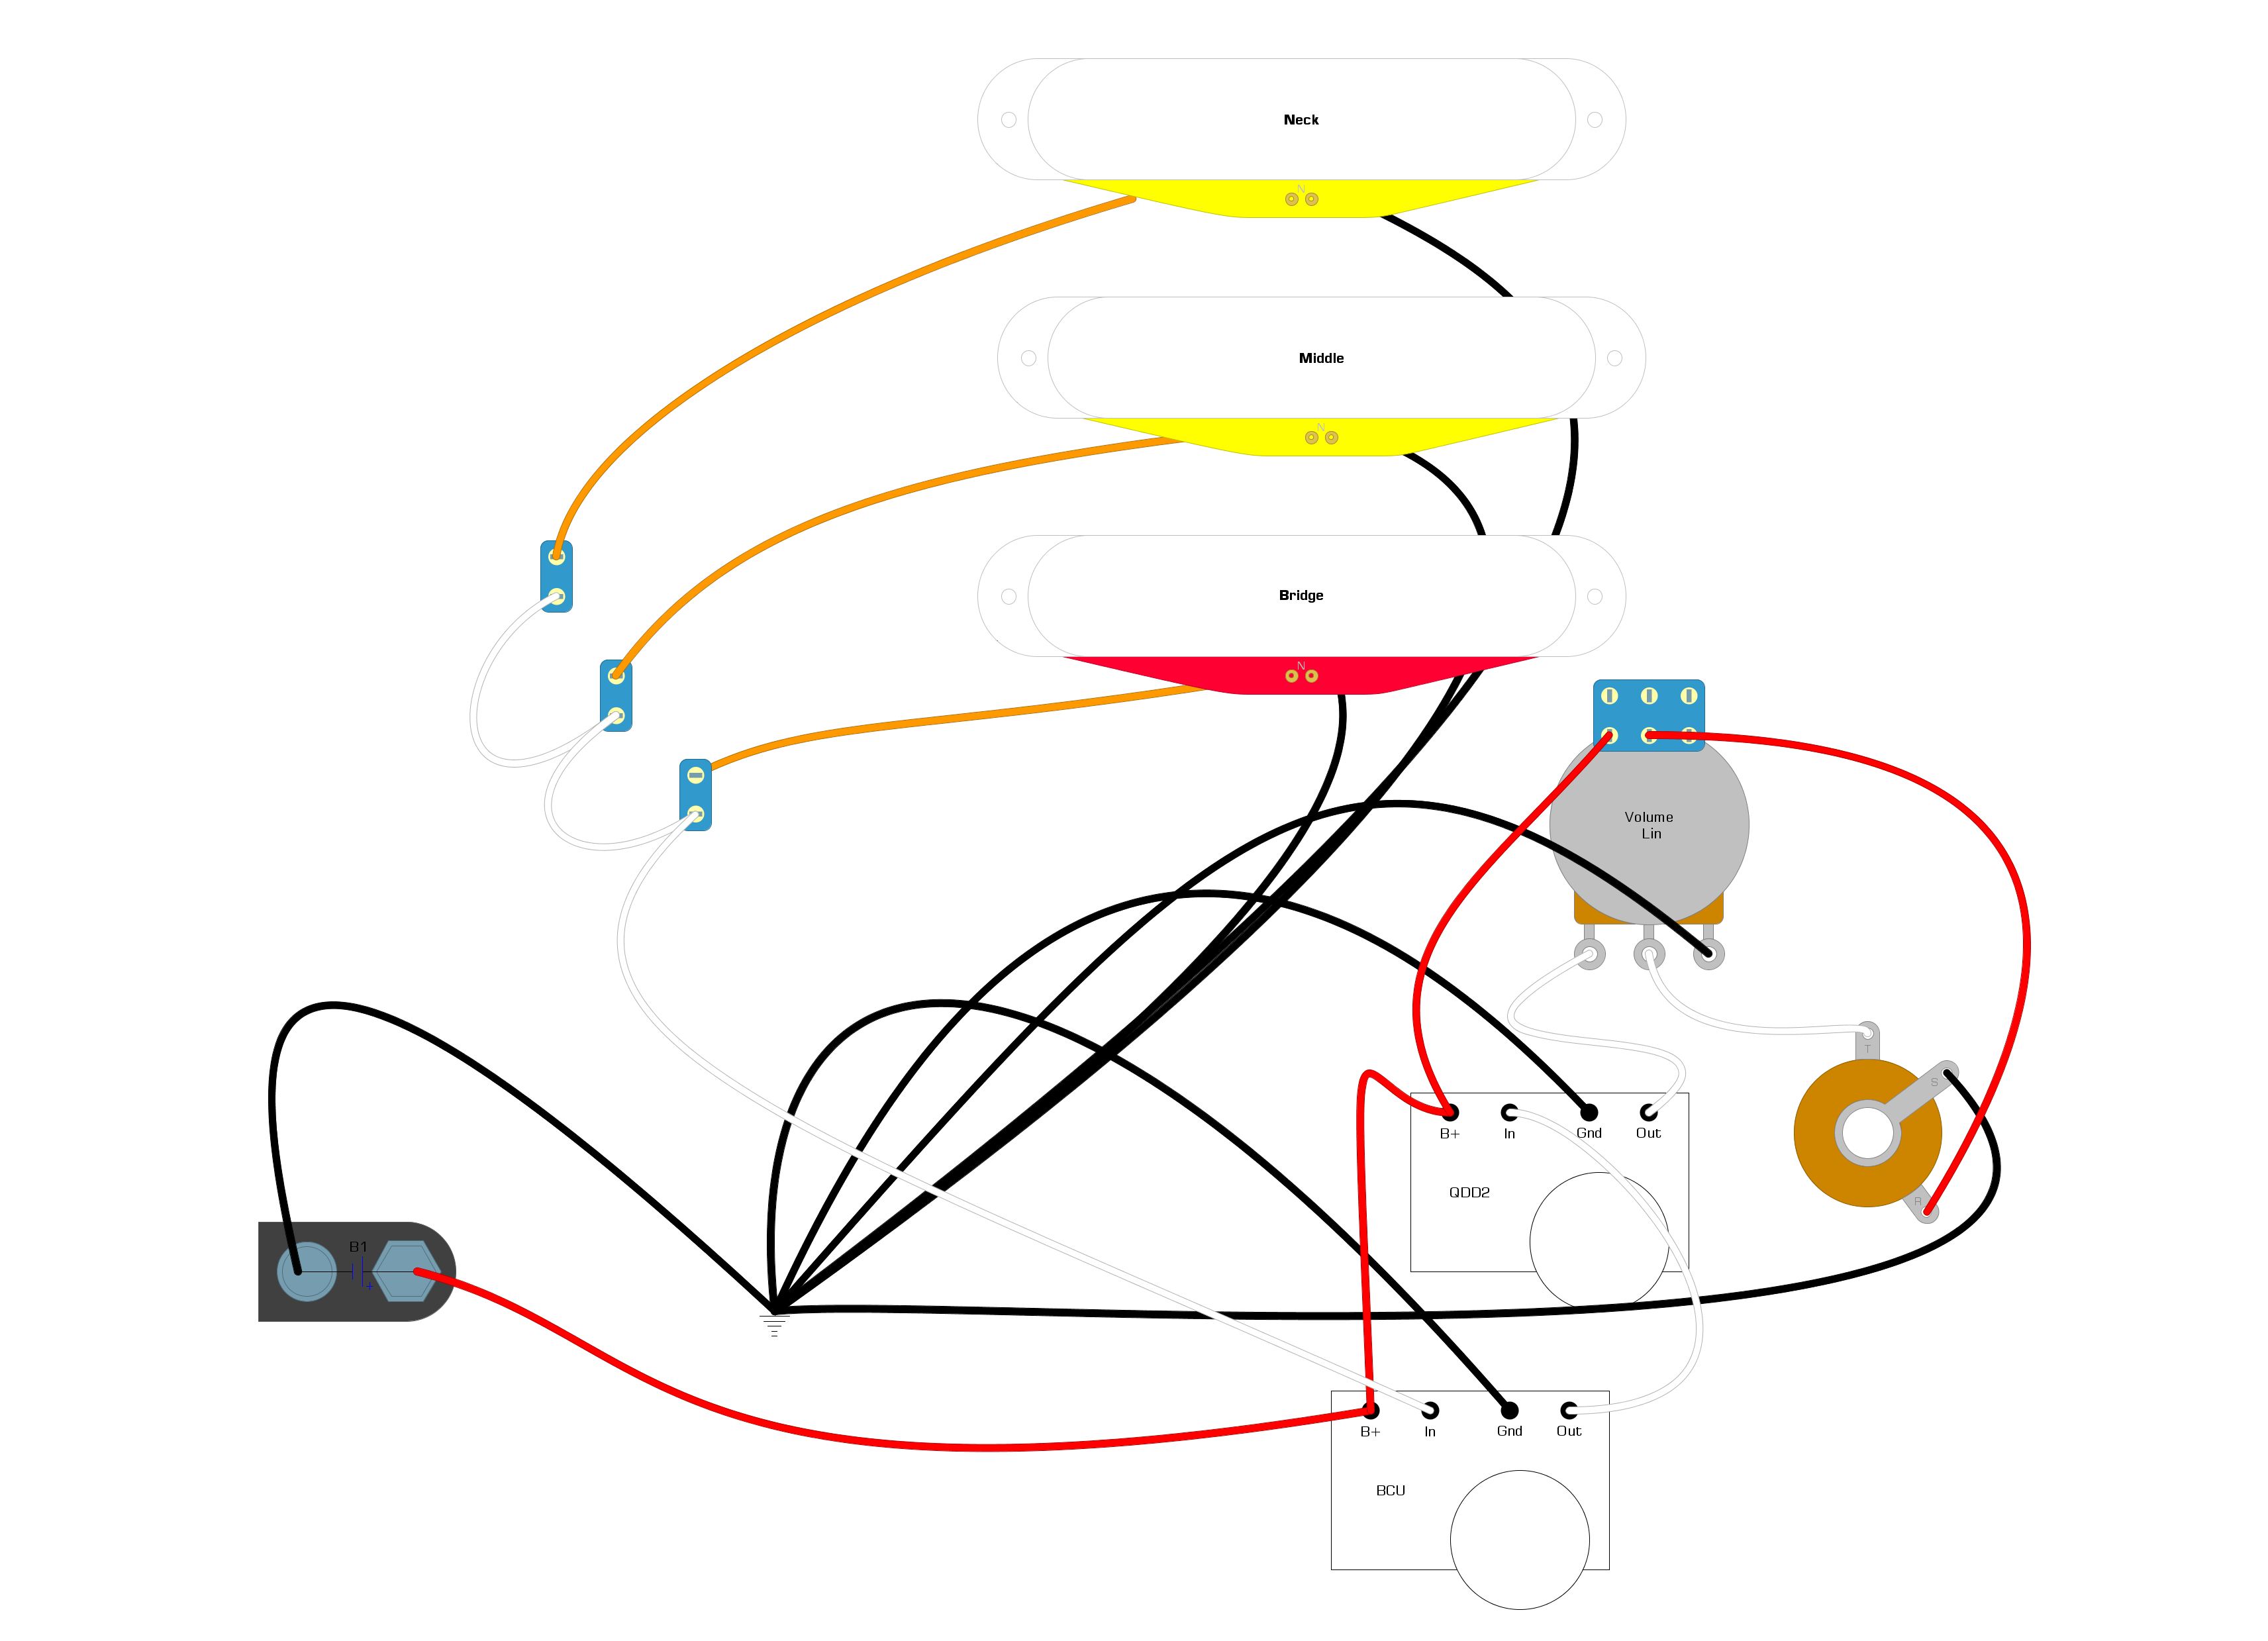 Neck
N
Middle
N
Bridge
N
Volume
Lin
T
S
B+
In
Gnd
Out
QDD2
R
B1
+
B+
In
Gnd
Out
BCU